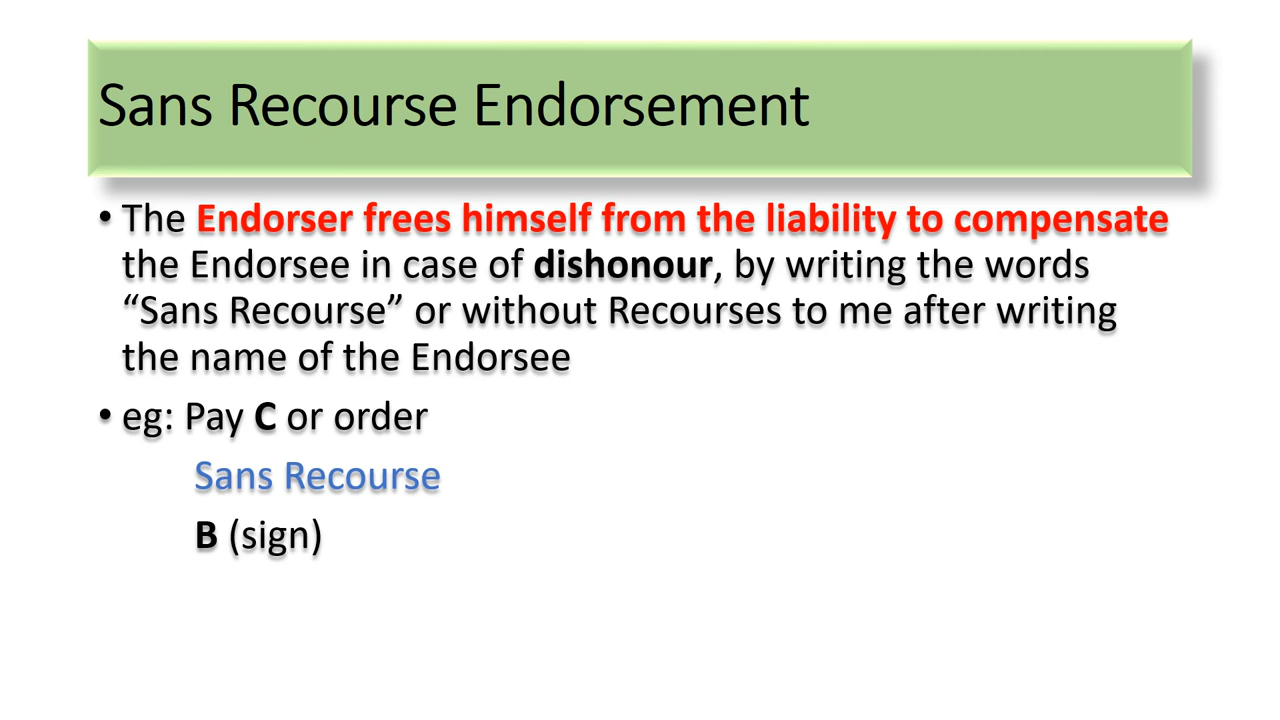 Sans Recourse Endorsement
• The Endorser frees himself from the liability to compensate
the Endorsee in case of dishonour, by writing the words
“Sans Recourse” or without Recourses to me after writing
the name of the Endorsee
• eg: Pay C or order
Sans Recourse
B (sign)